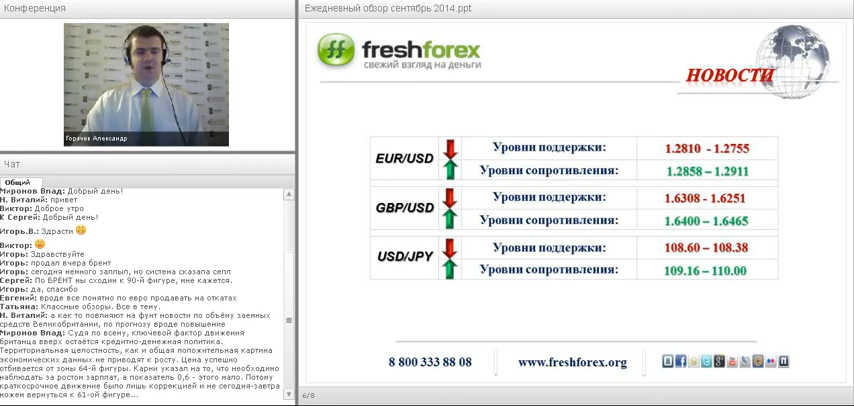 Конференция
Горячев Александр
Чат
Общий
Миронов Влад: Добрый день!
Н. Виталий: привет
Виктор: Доброе утро
К Сергей: Добрый день!
Игорь.В.: Здрасти
Виктор:
Игорь: Здравствуйте
Игорь: продал вчера брент
Игорь: сегодня немного заплыл, но система сказала селл
Сергей: По БРЕНТ мы сходим к 90-й фигуре, мне кажется.
Игорь: да, спасибо
Евгений: вроде все понятно по евро продавать на откатах
Татьяна: Классные обзоры. Все в тему.
Н. Виталий: а как то повлияют на фунт новости по объёму заемных
средств Великобритании, по прогнозу вроде повышение
Миронов Влад: Судя по всему, ключевой фактор движения
британца вверх остаётся кредитно-денежная политика.
Территориальная целостность, как и общая положительная картина
экономических данных не приводят к росту. Цена успешно
отбивается от зоны 64-й фигуры. Карни указал на то, что необходимо
наблюдать за ростом зарплат, а показатель 0,6 - этого мало. Потому
краткосрочное движение было лишь коррекцией и не сегодня-завтра
можем вернуться к 61-ой фигуре...
Ежедневный обзор сентябрь 2014.ppt
ff freshforex
свежий взгляд на деньги
НОВОСТИ
EUR/USD Уровни поддержки: 1.2810 - 1.2755
Уровни сопротивления: 1.2858 – 1.2911
GBP/USD Уровни поддержки: 1.6308 - 1.6251
Уровни сопротивления: 1.6400 – 1.6465
USD/JPY Уровни поддержки: 108.60 – 108.38
Уровни сопротивления: 109.16 – 110.00
8 800 333 88 08 www.freshforex.org
6/8